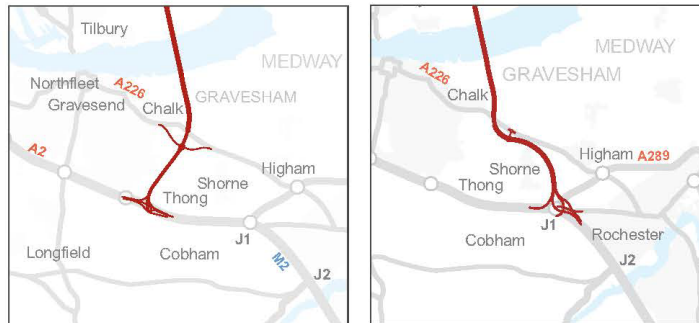 Tilbury
MEDWAY
Northfleet
A226
Gravesend
Chalk
GRAVESHAM
A2
Higham
Shorne
Thong
J1
Longfield
Cobham
M2
J2
MEDWAY
A226
GRAVESHAM
Chalk
Shorne
Higham
A289
Thong
J1
Cobham
Rochester
J2